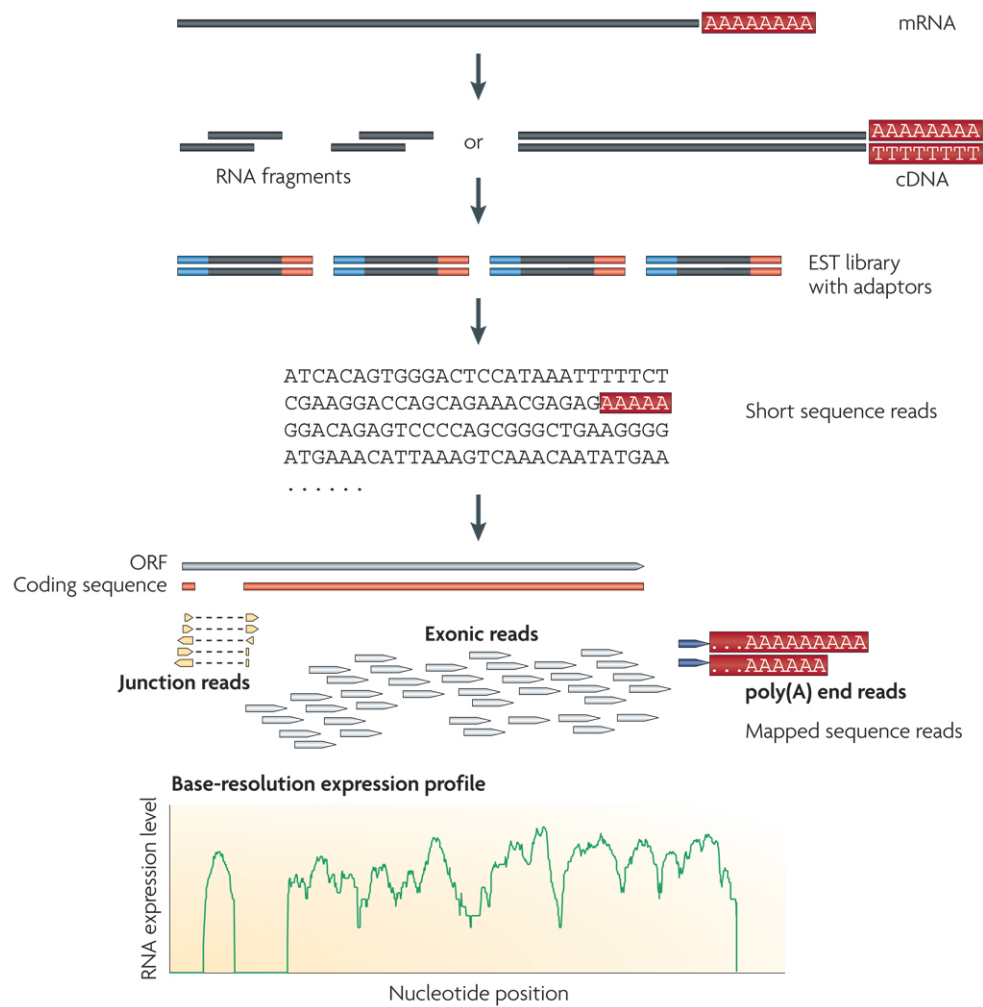 AAAAAAAA
mRNA
AAAAAAAA
TTTTTTTT
or
RNA fragments
cDNA
EST library
with adaptors
ATCACAGTGGGACTCCATAAATTTTTCT
CGAAGGACCAGCAGAAACGAGAGAAAAA
GGACAGAGTCCCCAGCGGGCTGAAGGGG
ATGAAACATTAAAGTCAAACAATATGAA
. . . . . .
Short sequence reads
ORF
Coding sequence
Junction reads
Exonic reads
. . . AAAAAAAAA
. . . AAAAAA
poly(A) end reads
Mapped sequence reads
Base-resolution expression profile
RNA expression level
Nucleotide position